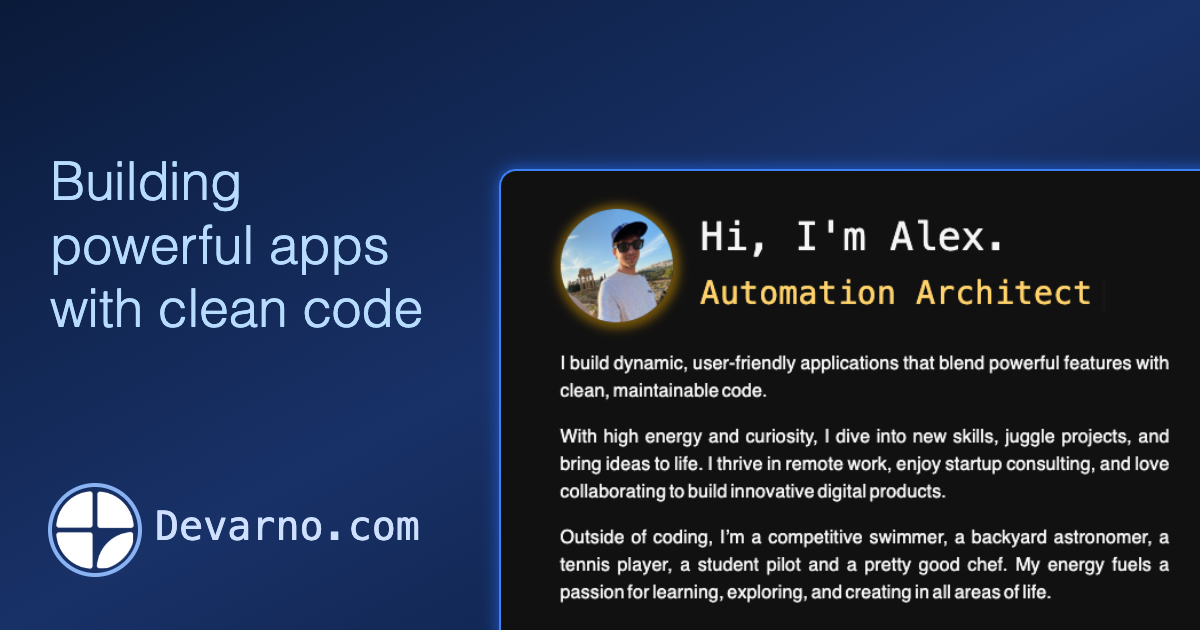 Building
powerful apps
with clean code
Devarno.com
Hi, I'm Alex.
Automation Architect
I build dynamic, user-friendly applications that blend powerful features with
clean, maintainable code.
With high energy and curiosity, I dive into new skills, juggle projects, and
bring ideas to life. I thrive in remote work, enjoy startup consulting, and love
collaborating to build innovative digital products.
Outside of coding, I’m a competitive swimmer, a backyard astronomer, a
tennis player, a student pilot and a pretty good chef. My energy fuels a
passion for learning, exploring, and creating in all areas of life.